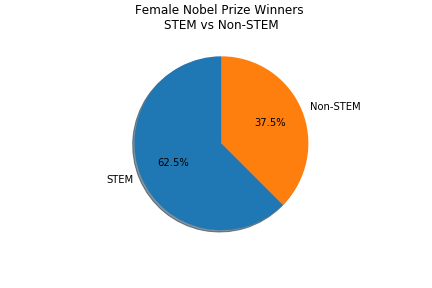 Female Nobel Prize Winners
STEM vs Non-STEM
Non-STEM
37.5%
62.5%
STEM